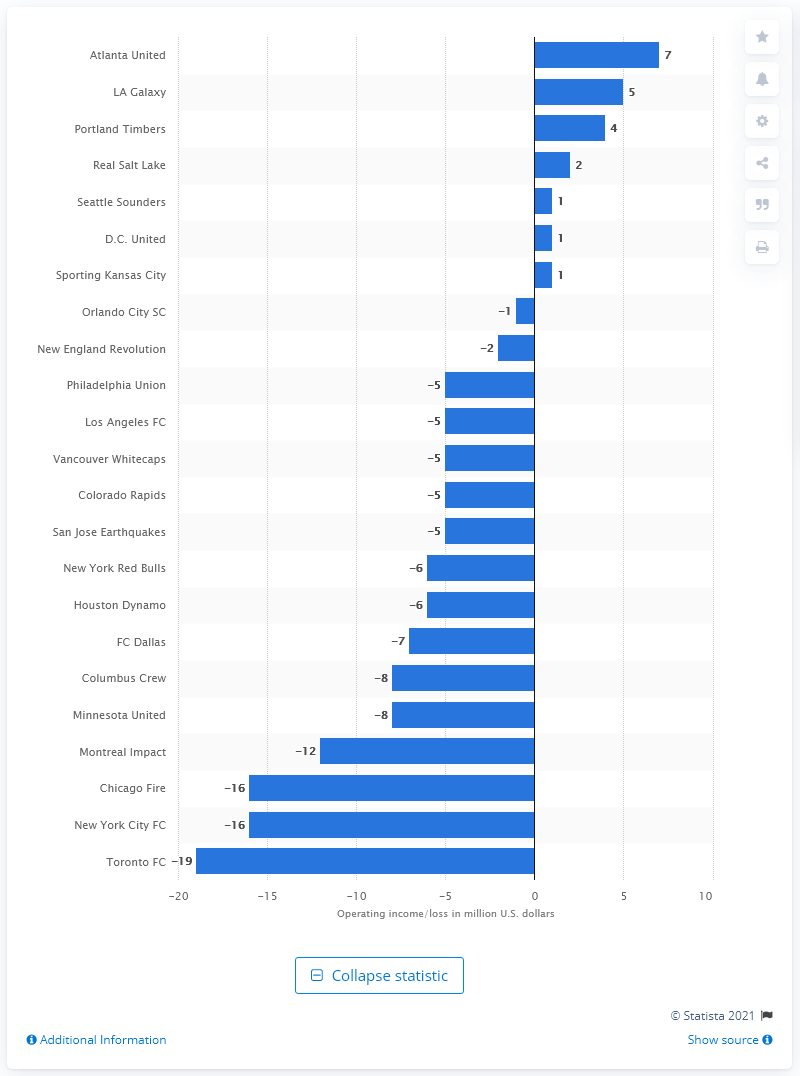 Atlanta United 7
LA Galaxy 5
Portland Timbers 4
Real Salt Lake 2
Seattle Sounders 1
D.C. United 1
Sporting Kansas City 1
Orlando City SC −1
New England Revolution −2
Philadelphia Union −5
Los Angeles FC −5
Vancouver Whitecaps −5
Colorado Rapids −5
San Jose Earthquakes −5
New York Red Bulls −6
Houston Dynamo −6
FC Dallas −7
Columbus Crew −8
Minnesota United −8
Montreal Impact −12
Chicago Fire −16
New York City FC −16
Toronto FC −19
−20 −15 −10 −5 0 5 10
Operating income/loss in million U.S. dollars
Collapse statistic
© Statista 2021
Additional Information Show source